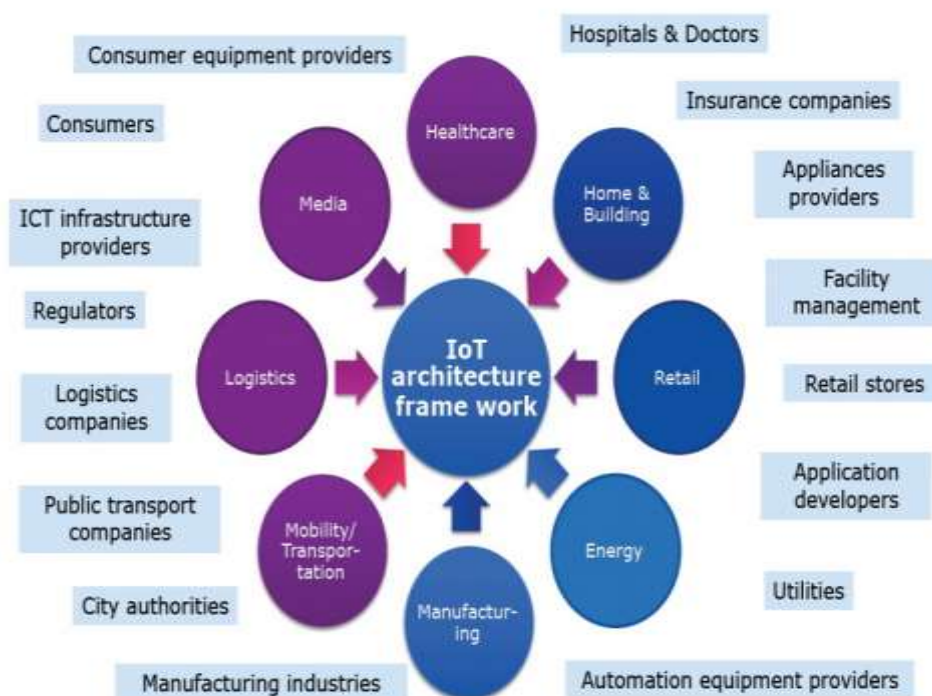 Hospitals & Doctors
Consumer equipment providers
Insurance companies
Consumers
Healthcare
Appliances
providers
Media
Home &
Building
ICT infrastructure
providers
Facility
management
Regulators
IoT
architecture
frame work
Logistics
Retail
Retail stores
Logistics
companies
Application
developers
Public transport
companies
Mobility/
Transpor-
tation
Energy
Utilities
City authorities
Manufactur-
ing
Manufacturing industries
Automation equipment providers